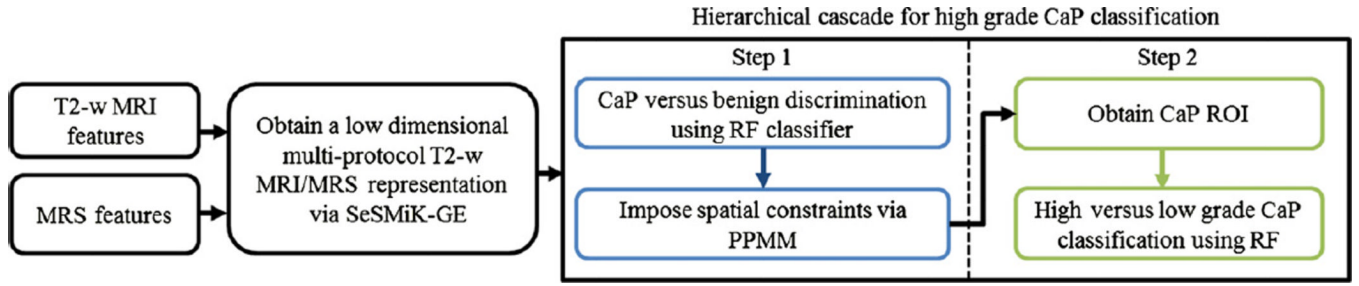 Hierarchical cascade for high grade CaP classification
T2-w MRI
features
MRS features
Obtain a low dimensional
multi-protocol T2-w
MRI/MRS representation
via SeSMiK-GE
Step 1
CaP versus benign discrimination
using RF classifier
Impose spatial constraints via
PPMM
Step 2
Obtain CaP ROI
High versus low grade CaP
classification using RF